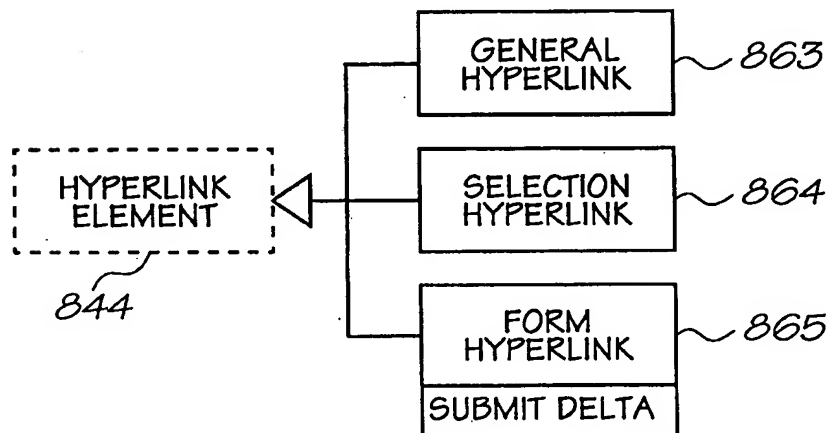 GENERAL
HYPERLINK
863
HYPERLINK
ELEMENT
844
SELECTION
HYPERLINK
864
FORM
HYPERLINK
865
SUBMIT DELTA